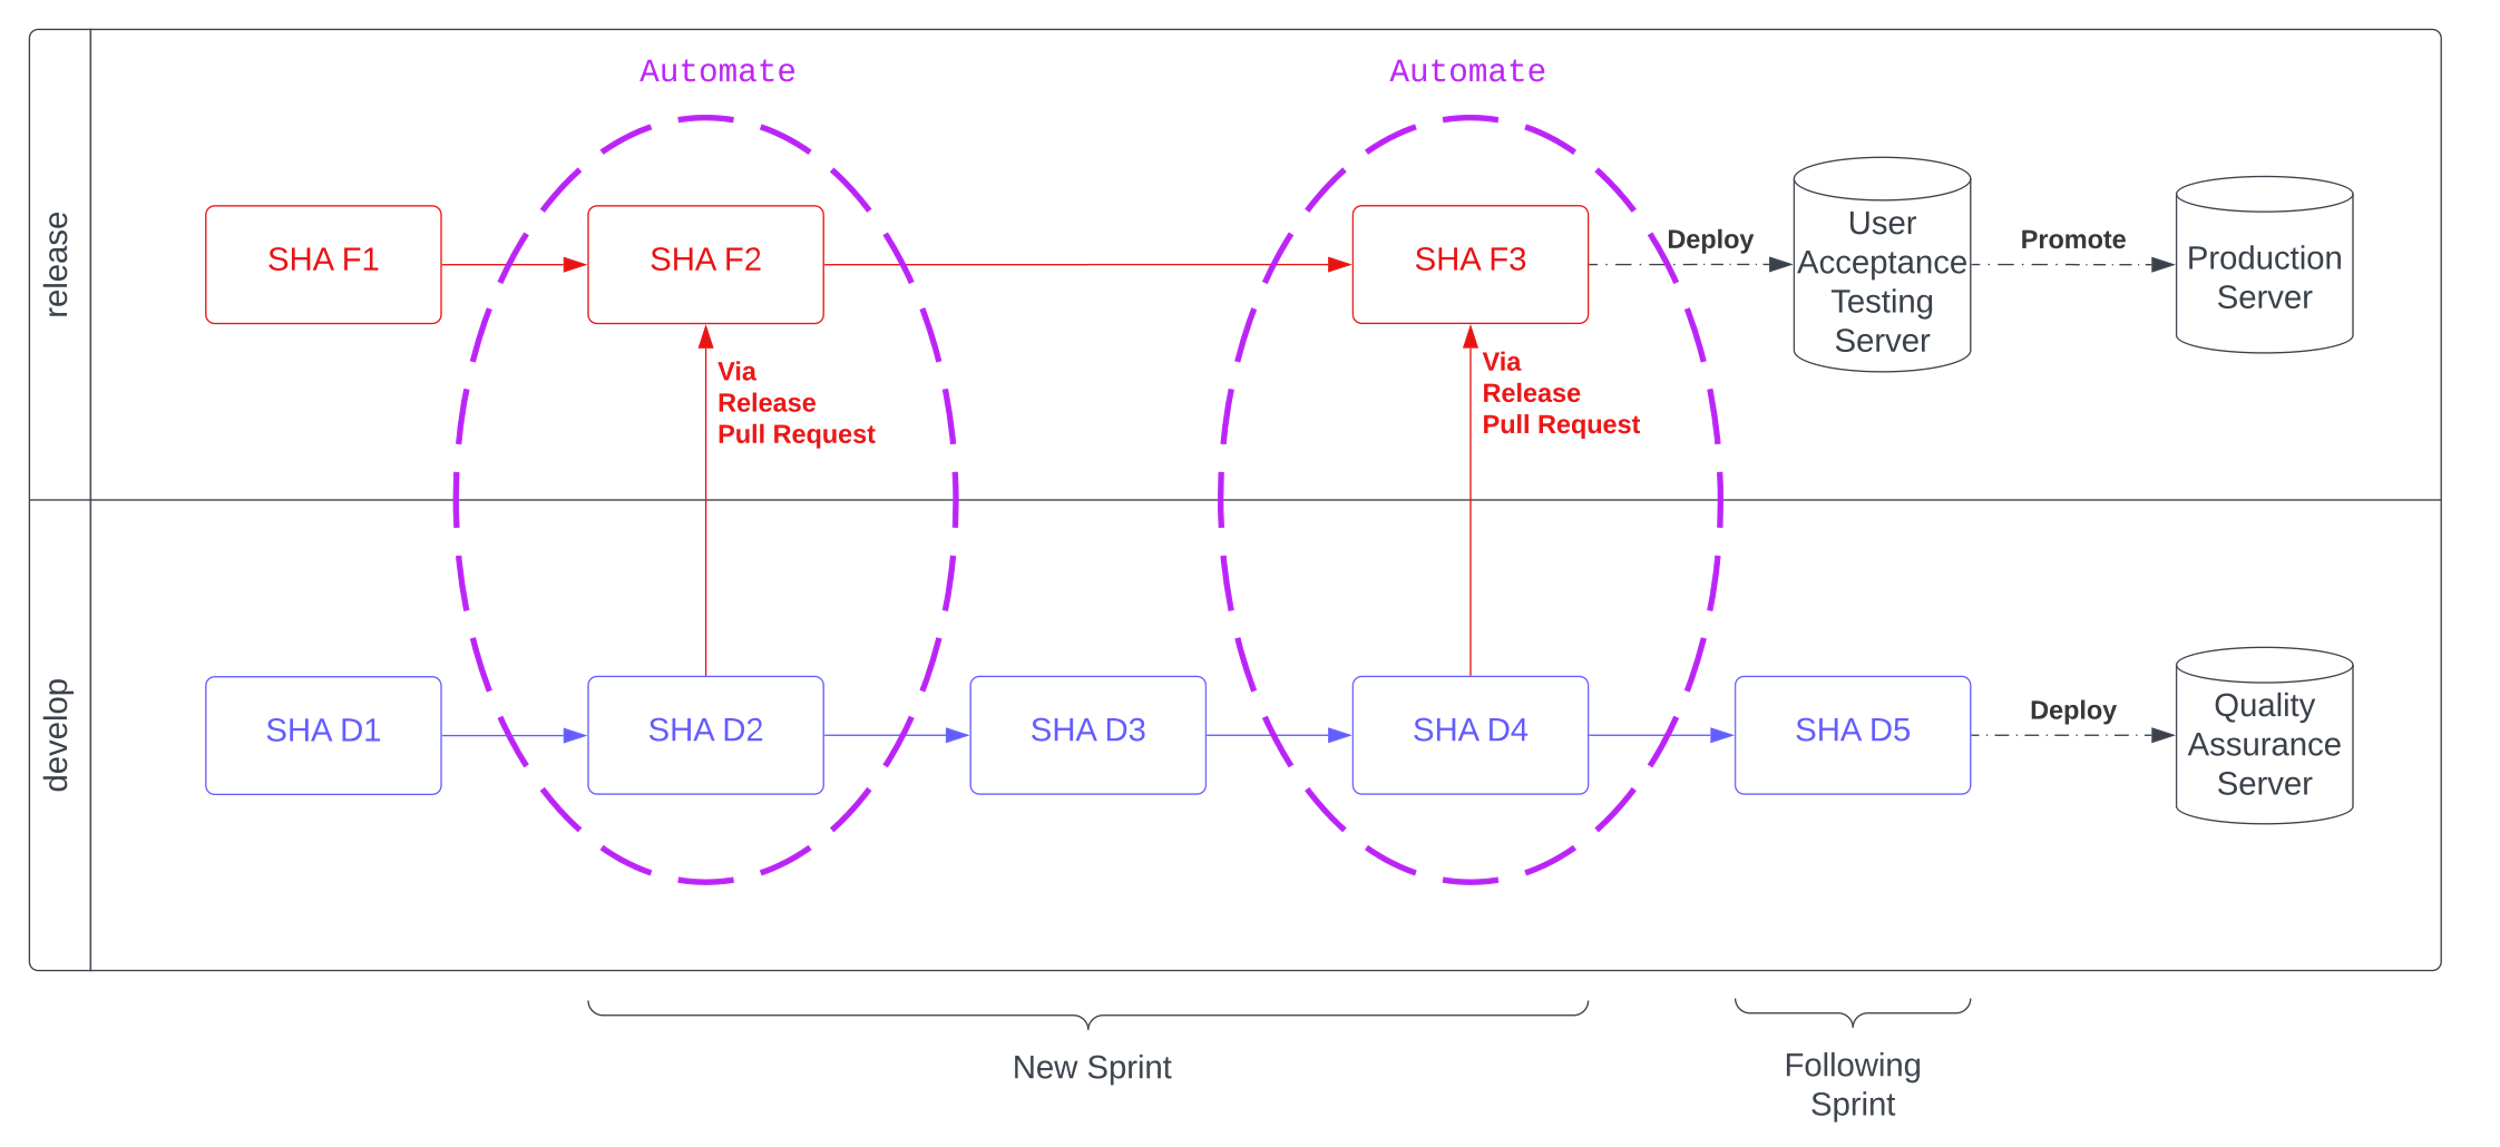 Automate
Automate
release
SHA F1
SHA F2
SHA F3
Deploy
User
Acceptance
Testing
Server
Promote
Production
Server
Via
Release
Pull Request
Via
Release
Pull Request
develop
SHA D1
SHA D2
SHA D3
SHA D4
SHA D5
Deploy
Quality
Assurance
Server
New Sprint
Following
Sprint